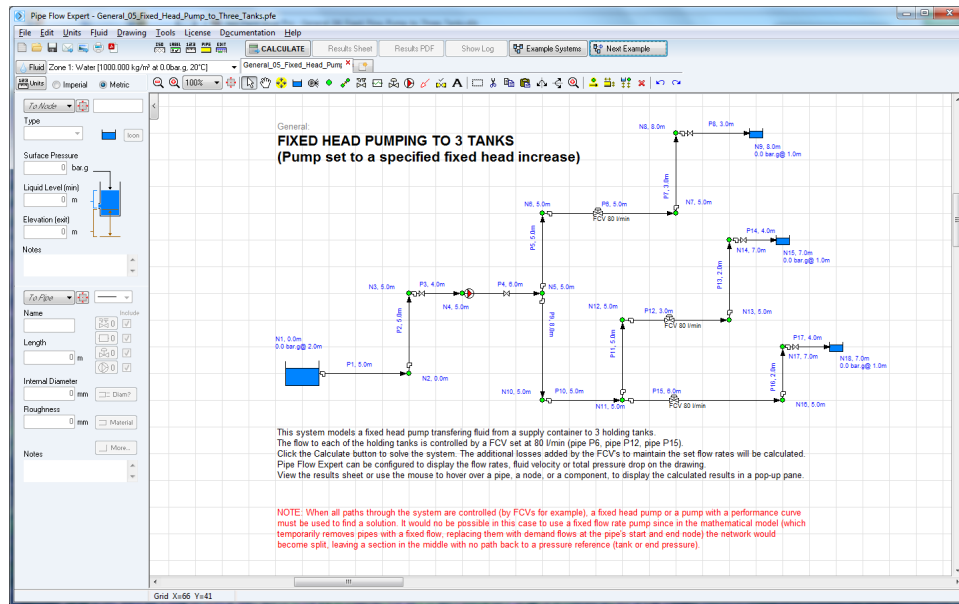 Pipe Flow Expert - General_05_Fixed_Head_Pump_to_Three_Tanks.pfe
File Edit Units Fluid Drawing Tools License Documentation Help
CALCULATE Results Sheet Results PDF Show Log Example Systems Next Example
Fluid Zone 1: Water [1000.000 kg/m³ at 0.0bar.g, 20°C] General_05_Fixed_Head_Pump
Units Imperial Metric 100%
To Node
Type
Icon
Surface Pressure
0 bar.g
Liquid Level (min)
0 m
Elevation (exit)
0 m
Notes
To Pipe
Name Include
0
Length
0
0 m
0
Internal Diameter
0
0 mm Diam?
Roughness
0 mm Material
Notes More...
General:
FIXED HEAD PUMPING TO 3 TANKS
(Pump set to a specified fixed head increase)
N8, 8.0m P8, 3.0m
N9, 8.0m
0.0 bar.g@ 1.0m
P7, 3.0m
N6, 5.0m P6, 5.0m N7, 5.0m
FCV 80 l/min
P5, 5.0m
P14, 4.0m
N14, 7.0m N15, 7.0m
0.0 bar.g@ 1.0m
P13, 2.0m
N3, 5.0m P3, 4.0m P4, 6.0m N5, 5.0m
N4, 5.0m
N12, 5.0m P12, 3.0m N13, 5.0m
FCV 80 l/min
P2, 5.0m
P9, 8.0m
P11, 5.0m
N1, 0.0m
0.0 bar.g@ 2.0m
P17, 4.0m
N17, 7.0m N18, 7.0m
0.0 bar.g@ 1.0m
P1, 5.0m
N2, 0.0m
P16, 2.0m
N10, 5.0m P10, 5.0m P15, 6.0m
N11, 5.0m FCV 80 l/min N16, 5.0m
This system models a fixed head pump transfering fluid from a supply container to 3 holding tanks.
The flow to each of the holding tanks is controlled by a FCV set at 80 l/min (pipe P6, pipe P12, pipe P15).
Click the Calculate button to solve the system. The additional losses added by the FCV's to maintain the set flow rates will be calculated.
Pipe Flow Expert can be configured to display the flow rates, fluid velocity or total pressure drop on the drawing.
View the results sheet or use the mouse to hover over a pipe, a node, or a component, to display the calculated results in a pop-up pane.
NOTE: When all paths through the system are controlled (by FCVs for example), a fixed head pump or a pump with a performance curve
must be used to find a solution. It would no be possible in this case to use a fixed flow rate pump since in the mathematical model (which
temporarily removes pipes with a fixed flow, replacing them with demand flows at the pipe's start and end node) the network would
become split, leaving a section in the middle with no path back to a pressure reference (tank or end pressure).
Grid X=66 Y=41